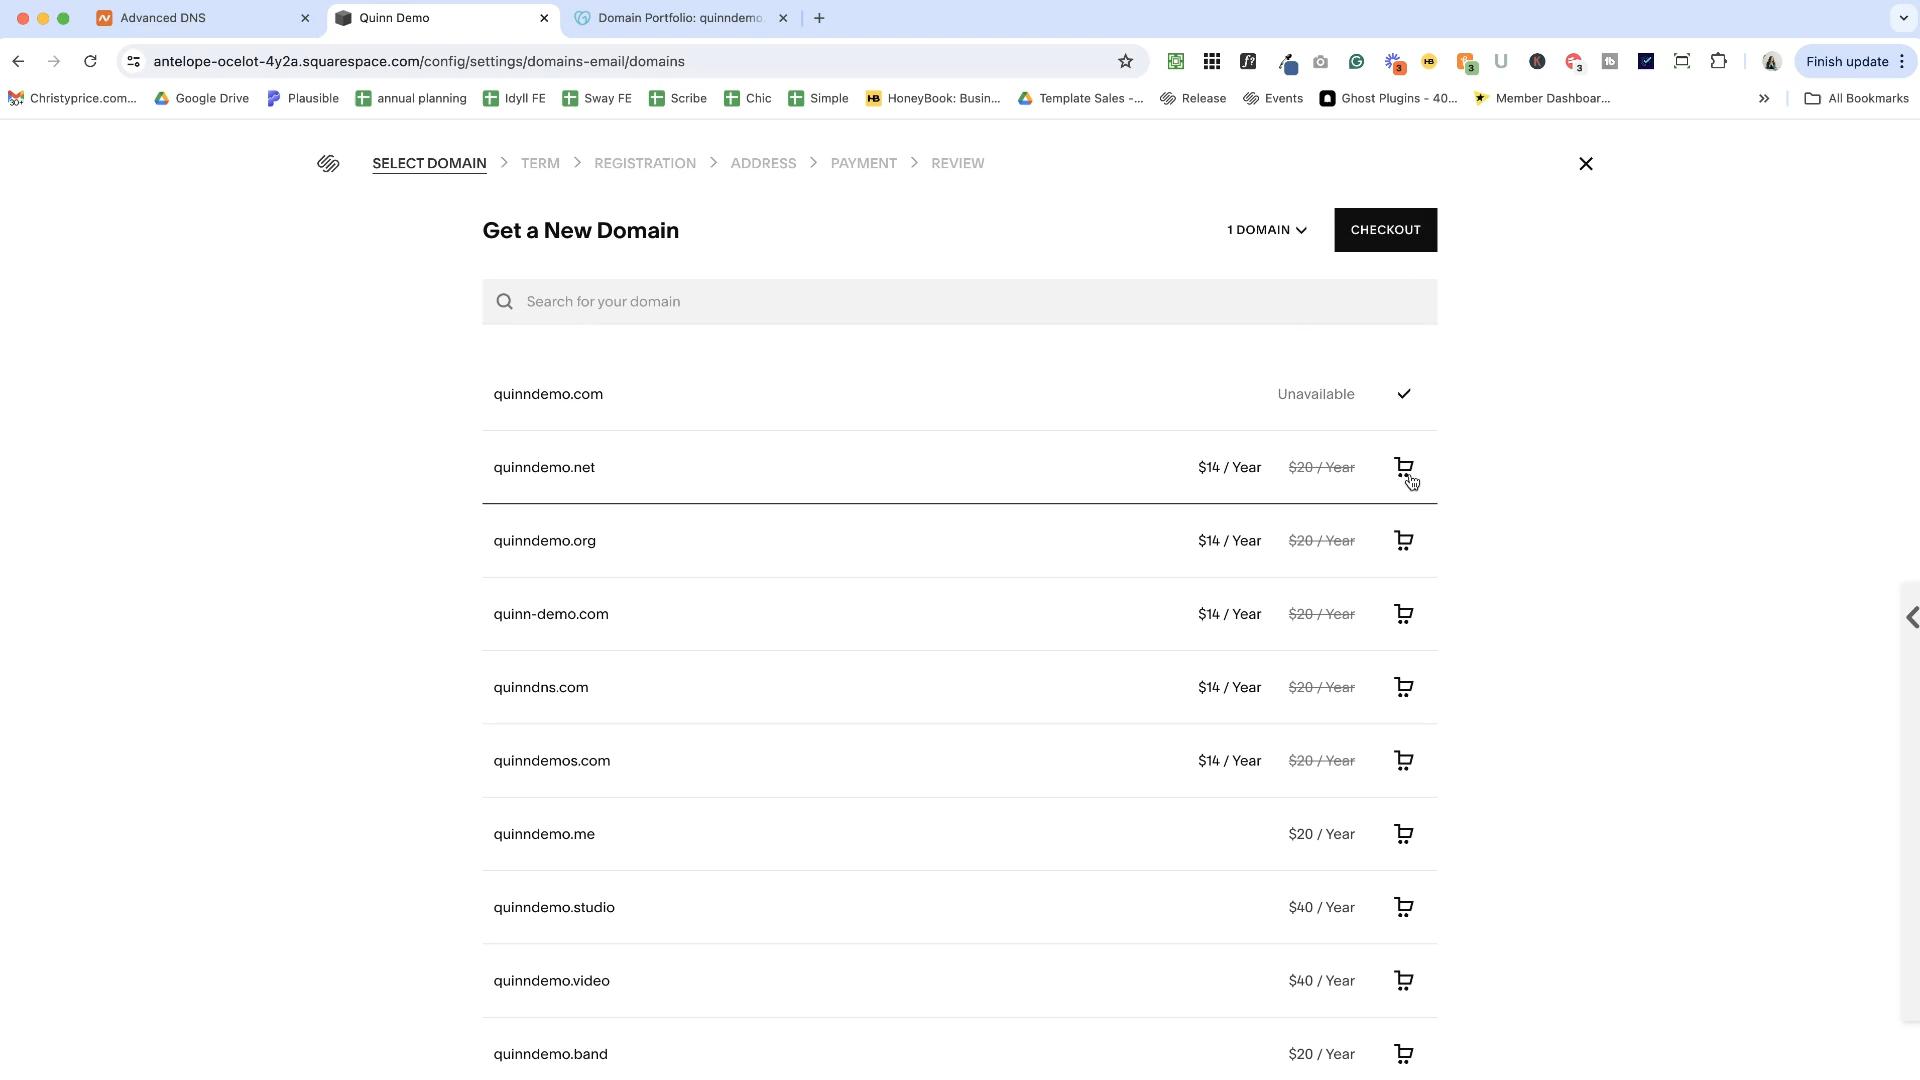 Advanced DNS
Quinn Demo
Domain Portfolio: quinndemo.
antelope-ocelot-4y2a.squarespace.com/config/settings/domains-email/domains
Finish update
Christyprice.com...
Google Drive
Plausible
annual planning
Idyll FE
Sway FE
Scribe
Chic
Simple
HoneyBook: Busin...
Template Sales -...
Release
Events
Ghost Plugins - 40...
Member Dashboar...
All Bookmarks
SELECT DOMAIN > TERM > REGISTRATION > ADDRESS > PAYMENT > REVIEW
Get a New Domain
1 DOMAIN
CHECKOUT
Search for your domain
quinndemo.com Unavailable
quinndemo.net $14 / Year $20 / Year
quinndemo.org $14 / Year $20 / Year
quinn-demo.com $14 / Year $20 / Year
quinndns.com $14 / Year $20 / Year
quinndemos.com $14 / Year $20 / Year
quinndemo.me $20 / Year
quinndemo.studio $40 / Year
quinndemo.video $40 / Year
quinndemo.band $20 / Year